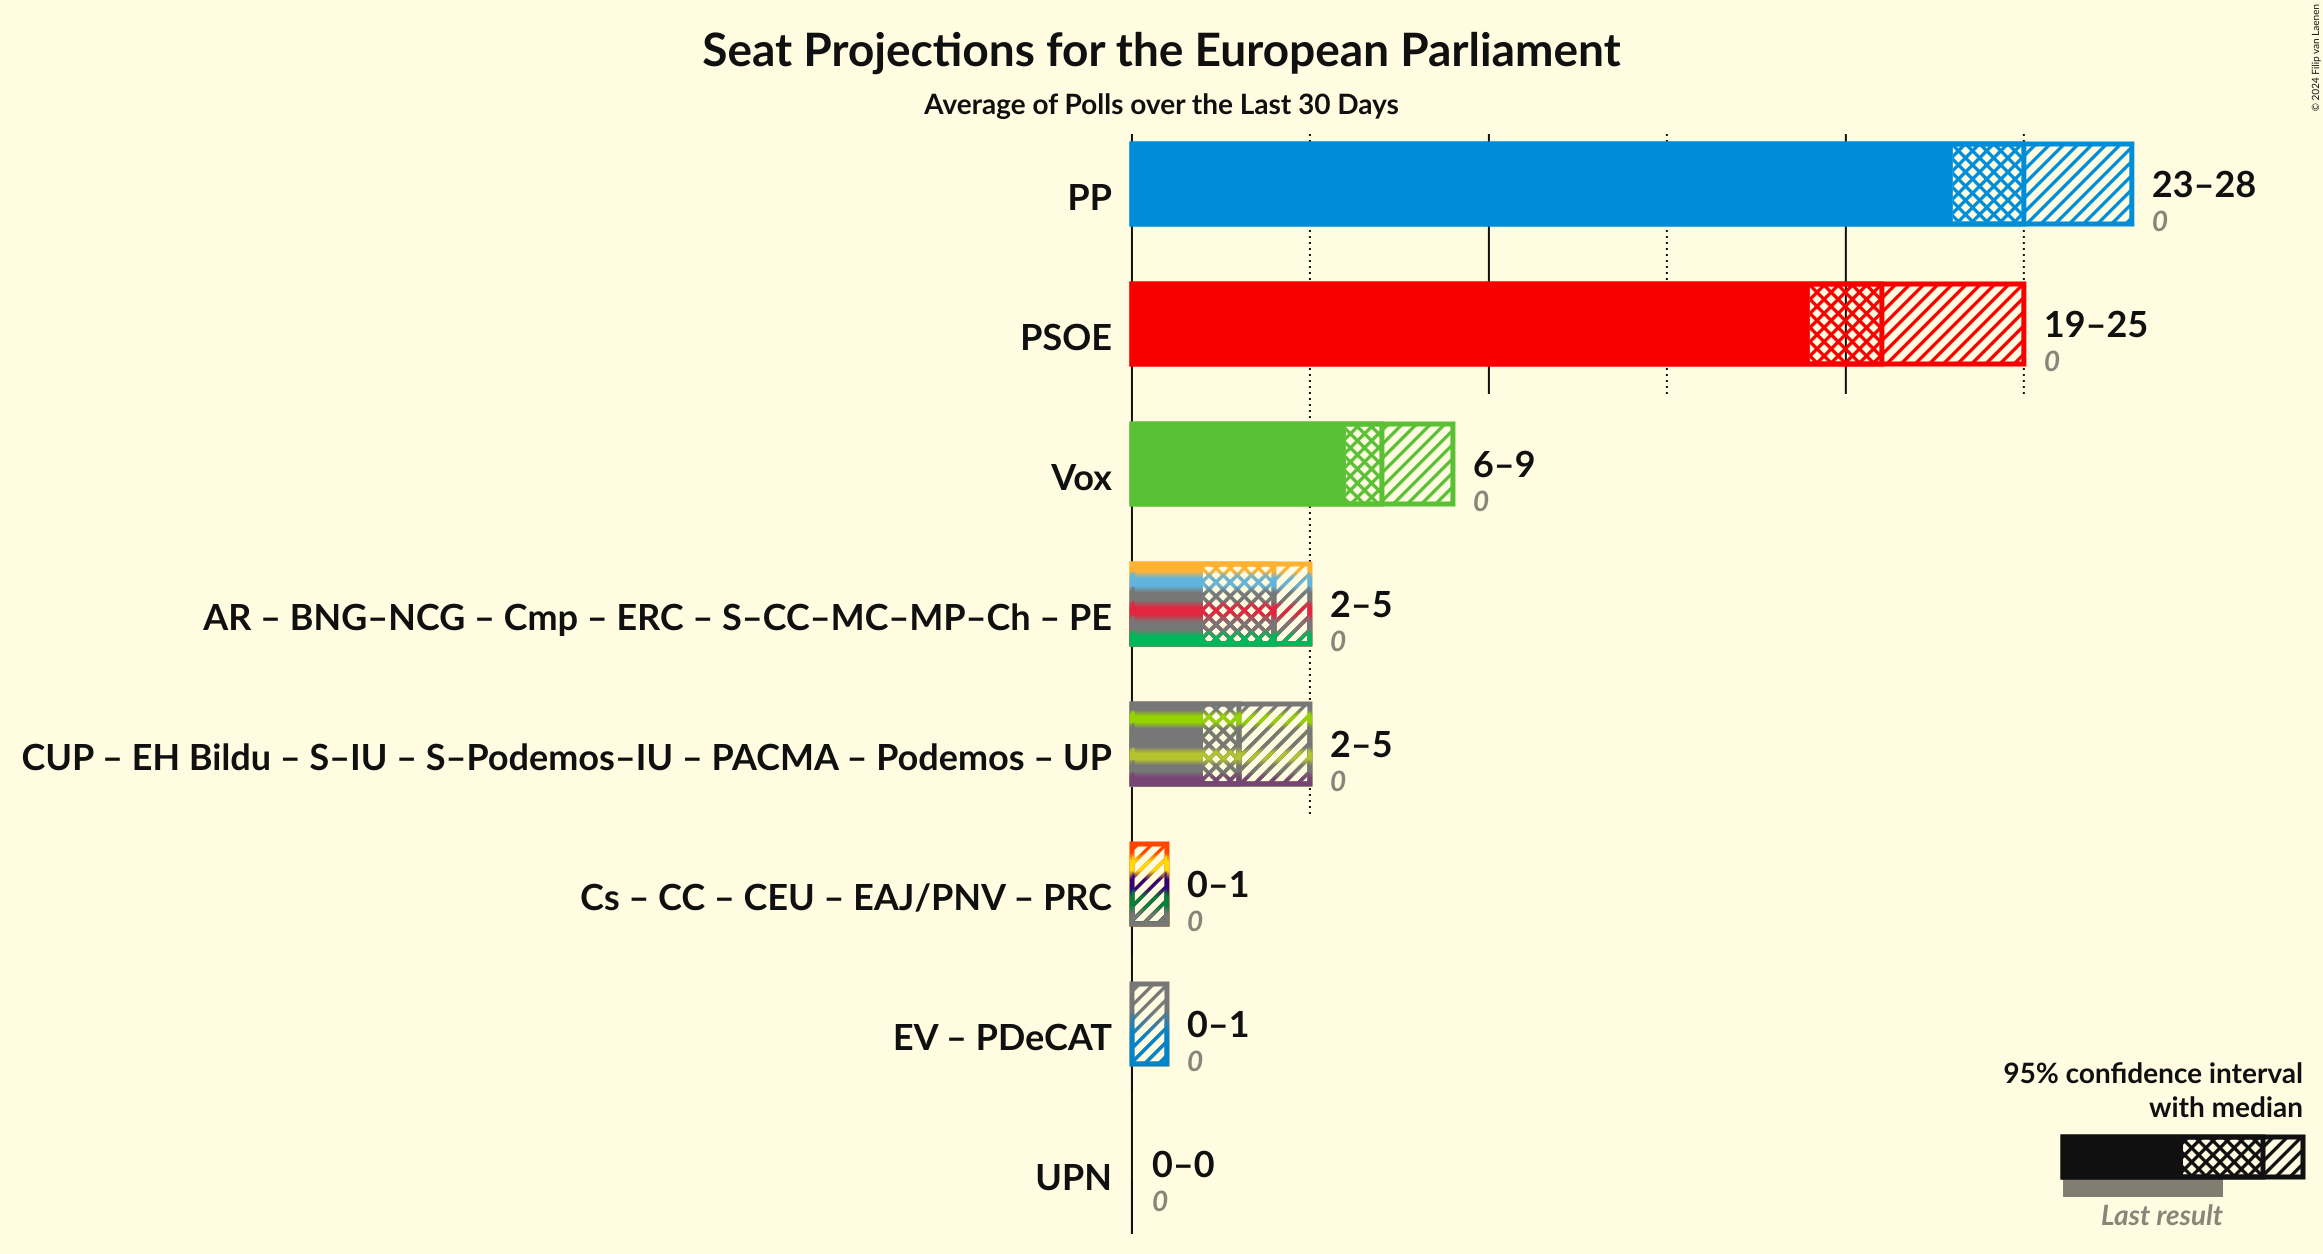 Seat Projections for the European Parliament
Average of Polls over the Last 30 Days
© 2024 Filip van Laenen
PP
23–28
0
PSOE
19–25
0
Vox
6–9
0
AR – BNG–NCG – Cmp – ERC – S–CC–MC–MP–Ch – PE
2–5
0
CUP – EH Bildu – S–IU – S–Podemos–IU – PACMA – Podemos – UP
2–5
0
Cs – CC – CEU – EAJ/PNV – PRC
0–1
0
EV – PDeCAT
0–1
0
UPN
0–0
0
95% confidence interval
with median
Last result